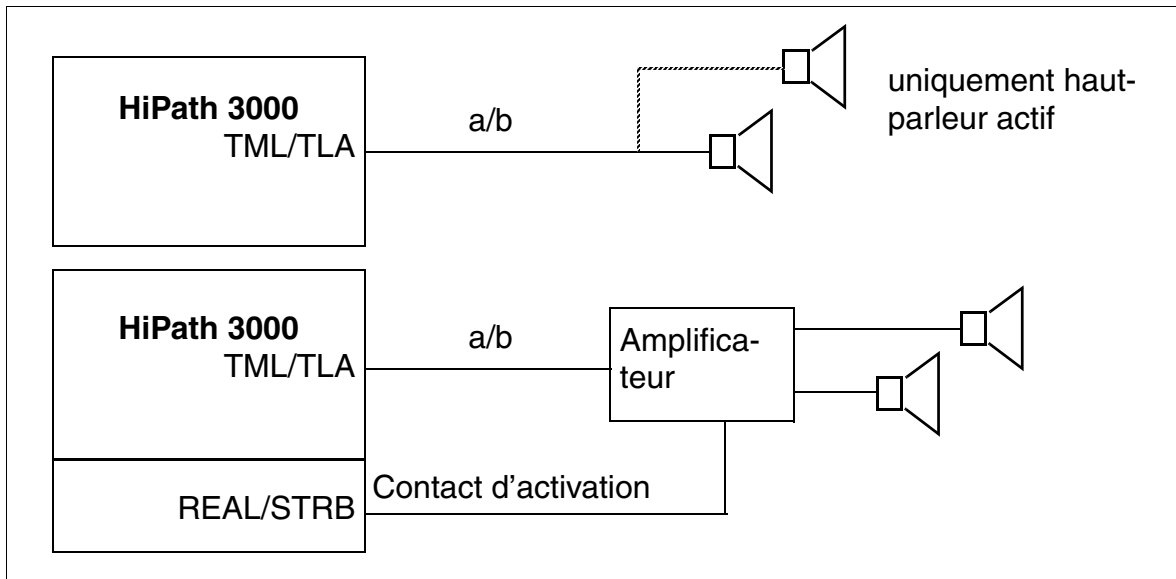 HiPath 3000
TML/TLA
a/b
uniquement haut-
parleur actif
HiPath 3000
TML/TLA
a/b
Amplifica-
teur
REAL/STRB
Contact d’activation